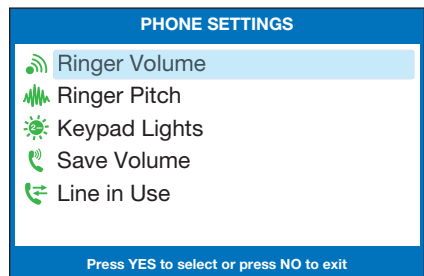 PHONE SETTINGS
Ringer Volume
Ringer Pitch
Keypad Lights
Save Volume
Line in Use
Press YES to select or press NO to exit